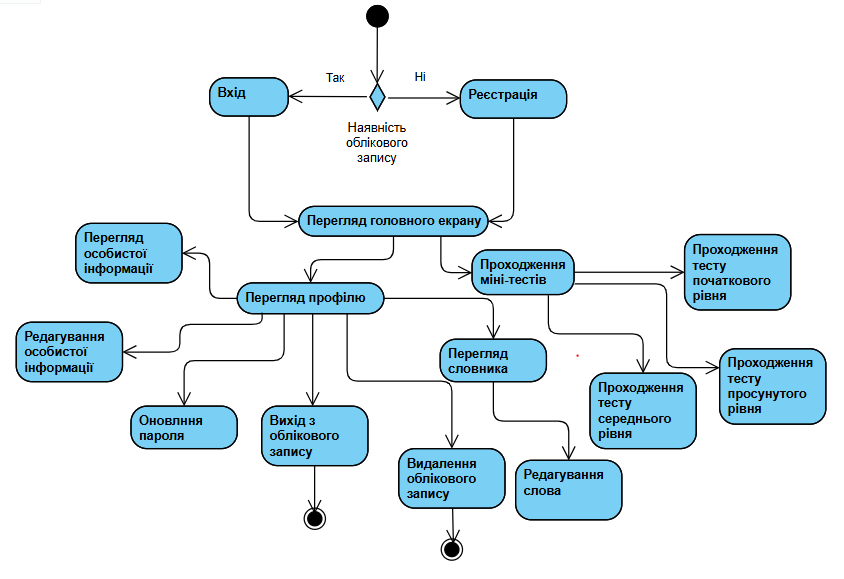 Так
Ні
Вхід
Реєстрація
Наявність
облікового
запису
Перегляд головного екрану
Перегляд
особистої
інформації
Проходження
міні-тестів
Проходження
тесту
початкового
рівня
Перегляд профілю
Редагування
особистої
інформації
Перегляд
словника
Проходження
тесту
середнього
рівня
Проходження
тесту
просунутого
рівня
Оновлння
пароля
Вихід з
облікового
запису
Видалення
облікового
запису
Редагування
слова